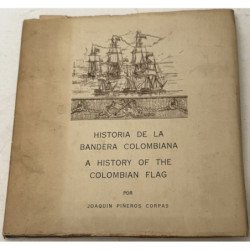 HISTORIA DE LA
BANDERA COLOMBIANA
A HISTORY OF THE
COLOMBIAN FLAG
POR
JOAQUIN PIÑEROS CORPAS